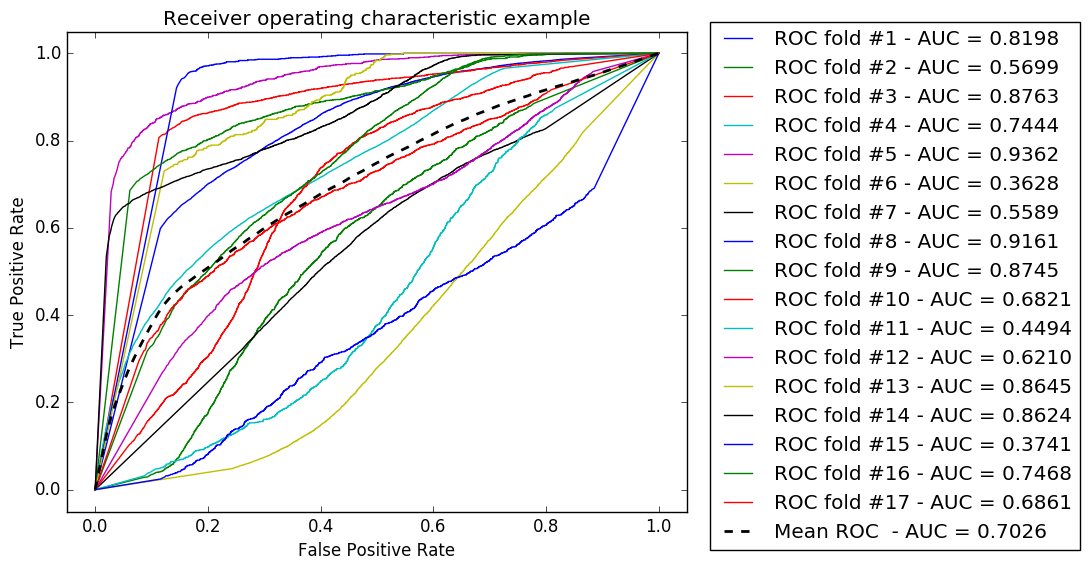 Receiver operating characteristic example
1.0
0.8
0.6
0.4
0.2
0.0
True Positive Rate
0.0 0.2 0.4 0.6 0.8 1.0
False Positive Rate
ROC fold #1 - AUC = 0.8198
ROC fold #2 - AUC = 0.5699
ROC fold #3 - AUC = 0.8763
ROC fold #4 - AUC = 0.7444
ROC fold #5 - AUC = 0.9362
ROC fold #6 - AUC = 0.3628
ROC fold #7 - AUC = 0.5589
ROC fold #8 - AUC = 0.9161
ROC fold #9 - AUC = 0.8745
ROC fold #10 - AUC = 0.6821
ROC fold #11 - AUC = 0.4494
ROC fold #12 - AUC = 0.6210
ROC fold #13 - AUC = 0.8645
ROC fold #14 - AUC = 0.8624
ROC fold #15 - AUC = 0.3741
ROC fold #16 - AUC = 0.7468
ROC fold #17 - AUC = 0.6861
Mean ROC  - AUC = 0.7026